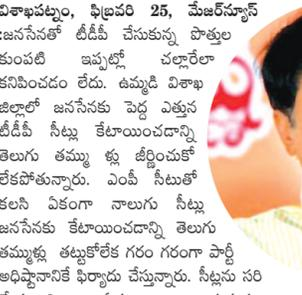 విశాఖపట్నం, ఫిబ్రవరి 25, మేజర్‌న్యూస్
:జనసేనతో టీడీపీ చేసుకున్న పొత్తుల
కుంపటి ఇప్పట్లో చల్లారేలా
కనిపించడం లేదు. ఉమ్మడి విశాఖ
జిల్లాలో జనసేనకు పెద్ద ఎత్తున
టీడీపీ సీట్లు కేటాయించడాన్ని
తెలుగు తమ్ము ళ్లు జీర్ణించుకో
లేకపోతున్నారు. ఎంపీ సీటుతో
కలసి ఏకంగా నాలుగు సీట్లు
జనసేనకు కేటాయించడాన్ని తెలుగు
తమ్ముళ్లు తట్టుకోలేక గరం గరంగా పార్టీ
అధిష్టానానికే ఫిర్యాదు చేస్తున్నారు. సీట్లను సరి